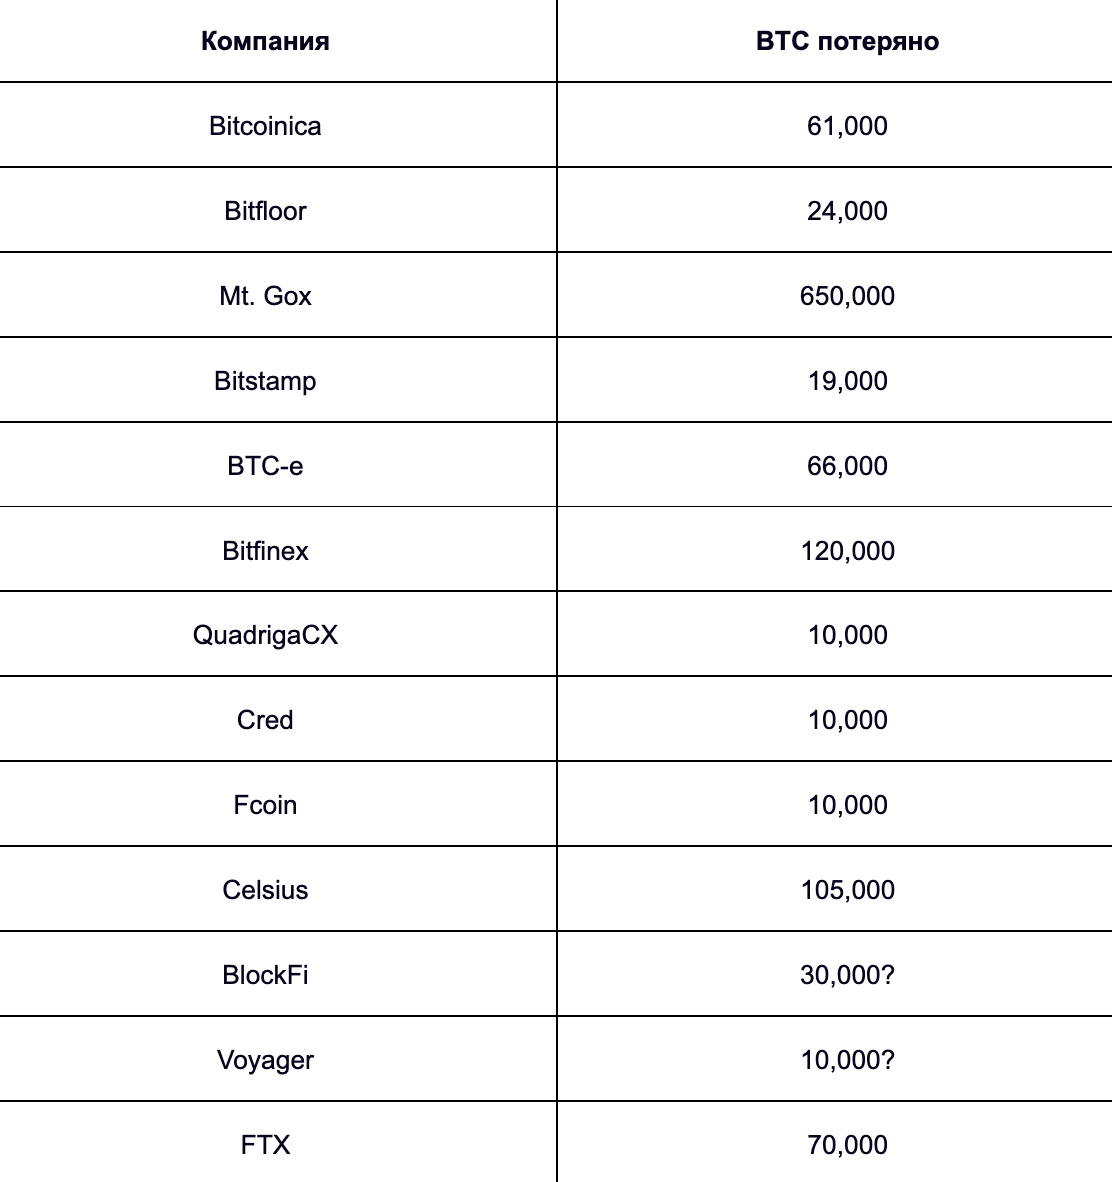 Компания BTC потеряно
Bitcoinica 61,000
Bitfloor 24,000
Mt. Gox 650,000
Bitstamp 19,000
BTC-e 66,000
Bitfinex 120,000
QuadrigaCX 10,000
Cred 10,000
Fcoin 10,000
Celsius 105,000
BlockFi 30,000?
Voyager 10,000?
FTX 70,000